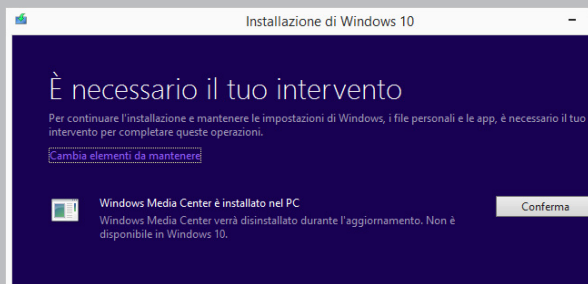 Installazione di Windows 10
È necessario il tuo intervento
Per continuare l'installazione e mantenere le impostazioni di Windows, i file personali e le app, è necessario il tuo
intervento per completare queste operazioni.
Cambia elementi da mantenere
Windows Media Center è installato nel PC
Windows Media Center verrà disinstallato durante l'aggiornamento. Non è
disponibile in Windows 10.
Conferma